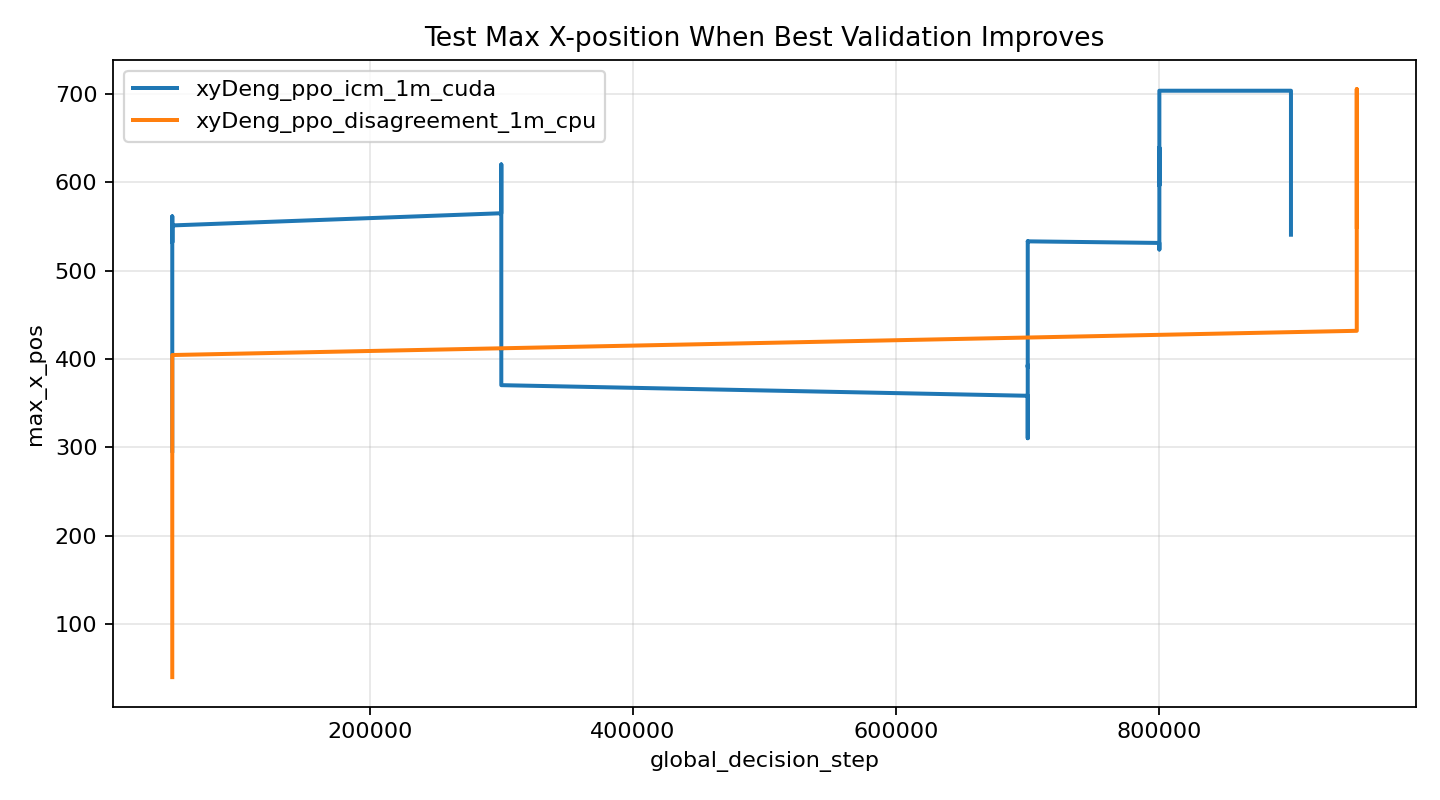 Test Max X-position When Best Validation Improves
xyDeng_ppo_icm_1m_cuda
xyDeng_ppo_disagreement_1m_cpu
max_x_pos
700
600
500
400
300
200
100
200000
400000
600000
800000
global_decision_step